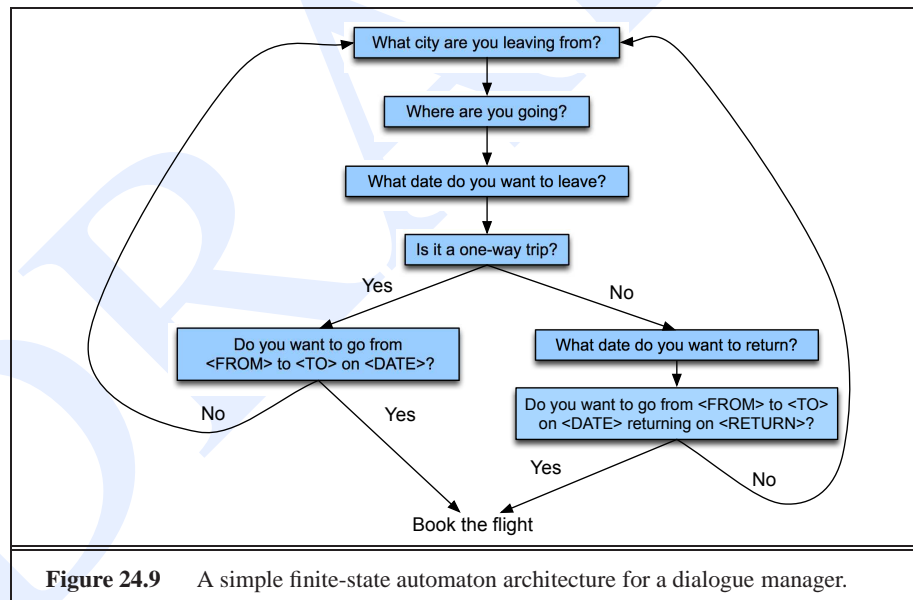 What city are you leaving from?
Where are you going?
What date do you want to leave?
Is it a one-way trip?
Yes
No
Do you want to go from
<FROM> to <TO> on <DATE>?
What date do you want to return?
Do you want to go from <FROM> to <TO>
on <DATE> returning on <RETURN>?
No
Yes
Yes
No
Book the flight
Figure 24.9 A simple finite-state automaton architecture for a dialogue manager.